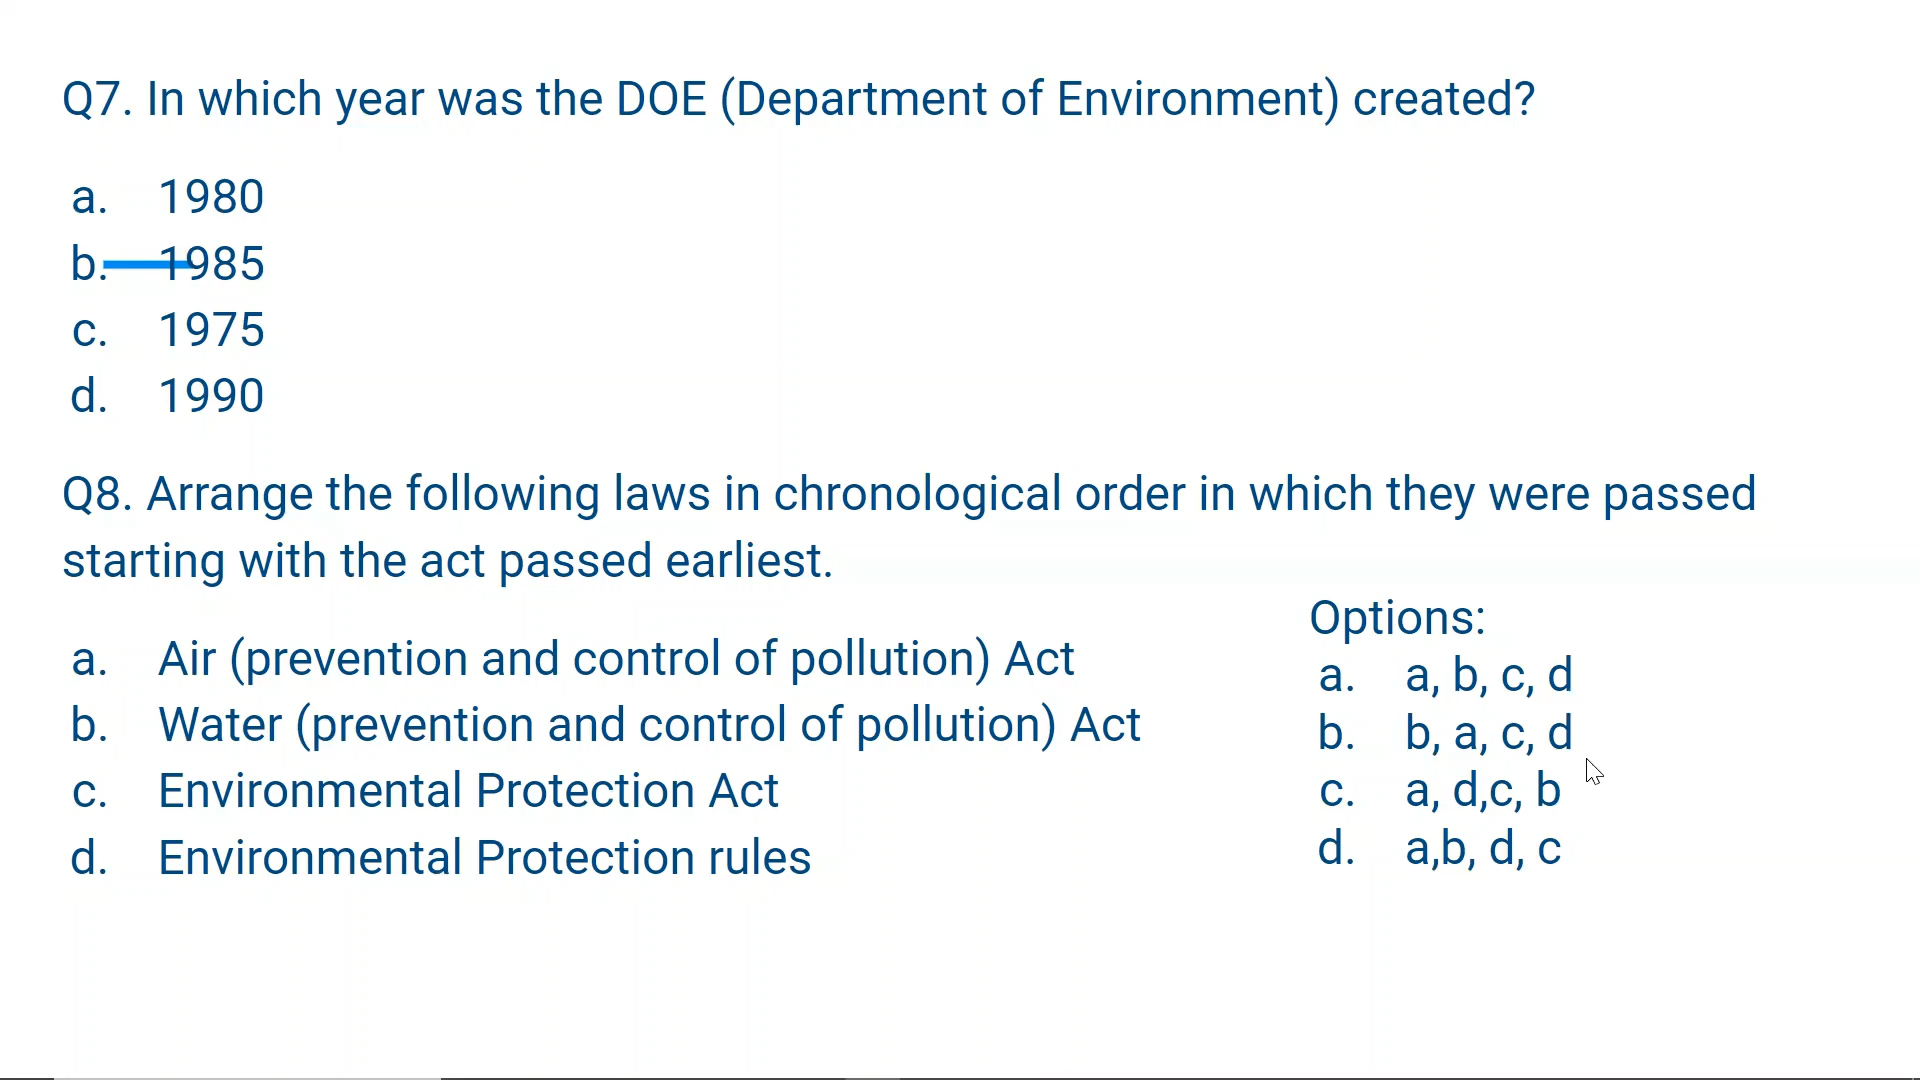 Q7. In which year was the DOE (Department of Environment) created?
a. 1980
b. 1985
c. 1975
d. 1990
Q8. Arrange the following laws in chronological order in which they were passed
starting with the act passed earliest.
a. Air (prevention and control of pollution) Act
b. Water (prevention and control of pollution) Act
c. Environmental Protection Act
d. Environmental Protection rules
Options:
a. a, b, c, d
b. b, a, c, d
c. a, d,c, b
d. a,b, d, c